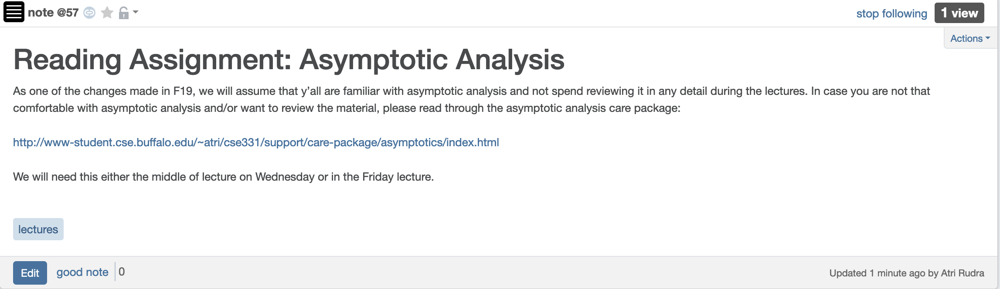 note @57
stop following
1 view
Actions
Reading Assignment: Asymptotic Analysis
As one of the changes made in F19, we will assume that y’all are familiar with asymptotic analysis and not spend reviewing it in any detail during the lectures. In case you are not that
comfortable with asymptotic analysis and/or want to review the material, please read through the asymptotic analysis care package:
http://www-student.cse.buffalo.edu/~atri/cse331/support/care-package/asymptotics/index.html
We will need this either the middle of lecture on Wednesday or in the Friday lecture.
lectures
Edit
good note
0
Updated 1 minute ago by Atri Rudra